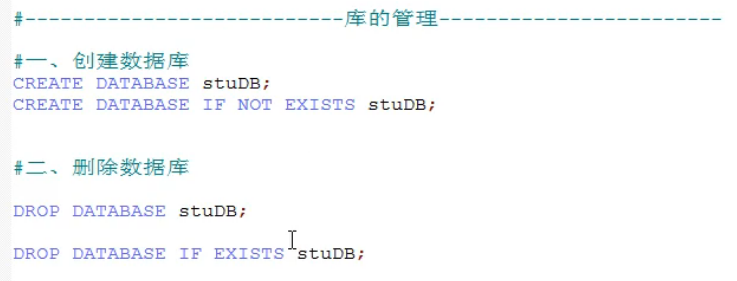 #---------------------------库的管理------------------------
#一、创建数据库
CREATE DATABASE stuDB;
CREATE DATABASE IF NOT EXISTS stuDB;
#二、删除数据库
DROP DATABASE stuDB;
DROP DATABASE IF EXISTS stuDB;